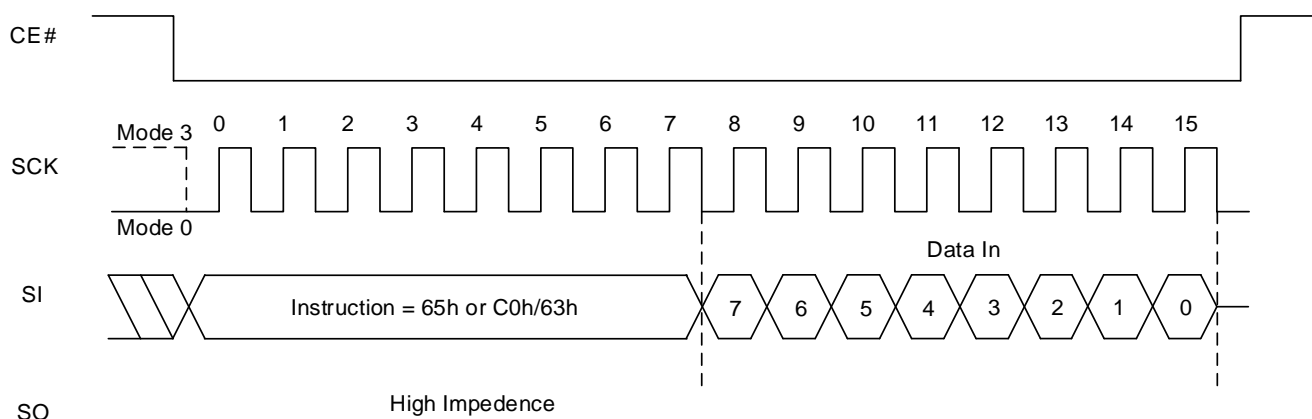 CE#
0 1 2 3 4 5 6 7 8 9 10 11 12 13 14 15
Mode 3
SCK
Mode 0
Data In
SI
Instruction = 65h or C0h/63h
7 6 5 4 3 2 1 0
High Impedence
SO